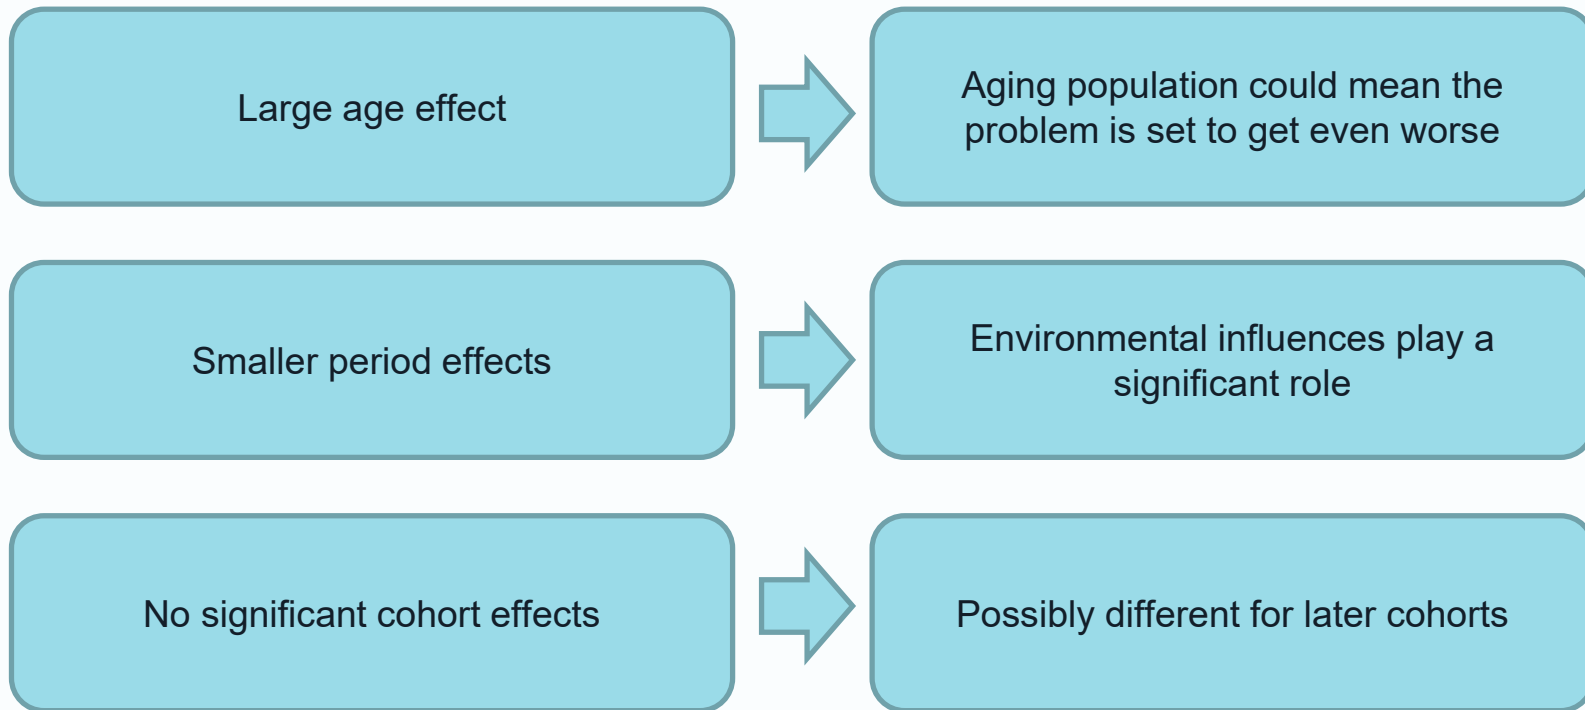 Large age effect
Aging population could mean the
problem is set to get even worse
Smaller period effects
Environmental influences play a
significant role
No significant cohort effects
Possibly different for later cohorts